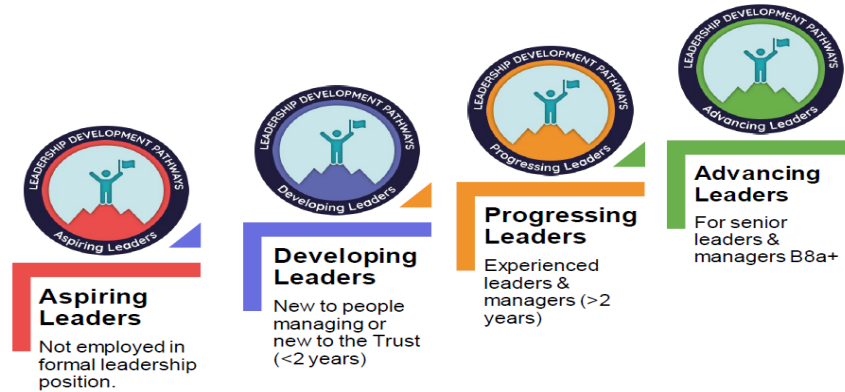 LEADERSHIP DEVELOPMENT PATHWAYS
Aspiring Leaders
Aspiring
Leaders
Not employed in
formal leadership
position.
LEADERSHIP DEVELOPMENT PATHWAYS
Developing Leaders
Developing
Leaders
New to people
managing or
new to the Trust
(<2 years)
LEADERSHIP DEVELOPMENT PATHWAYS
Progressing Leaders
Progressing
Leaders
Experienced
leaders &
managers (>2
years)
LEADERSHIP DEVELOPMENT PATHWAYS
Advancing Leaders
Advancing
Leaders
For senior
leaders &
managers B8a+